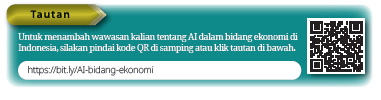 Tautan
Untuk menambah wawasan kalian tentang AI dalam bidang ekonomi di
Indonesia, silakan pindai kode QR di samping atau klik tautan di bawah.
https://bit.ly/AI-bidang-ekonomi